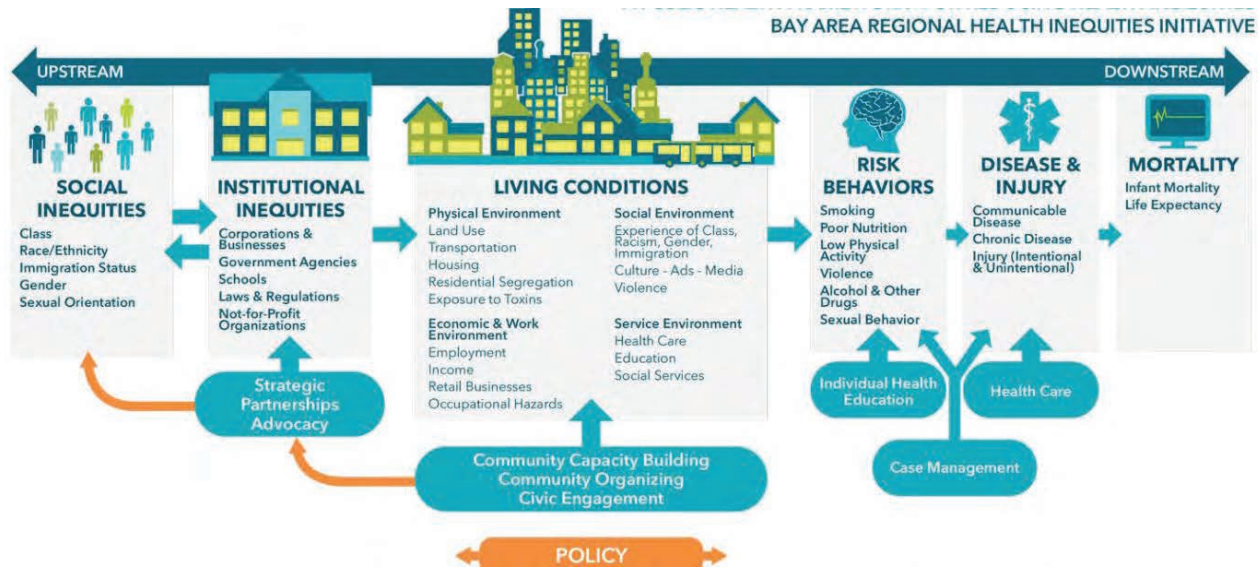 BAY AREA REGIONAL HEALTH INEQUITIES INITIATIVE
UPSTREAM
DOWNSTREAM
SOCIAL
INEQUITIES
Class
Race/Ethnicity
Immigration Status
Gender
Sexual Orientation
INSTITUTIONAL
INEQUITIES
Corporations &
Businesses
Government Agencies
Schools
Laws & Regulations
Not-for-Profit
Organizations
LIVING CONDITIONS
Physical Environment
Land Use
Transportation
Housing
Residential Segregation
Exposure to Toxins
Economic & Work
Environment
Employment
Income
Retail Businesses
Occupational Hazards
Social Environment
Experience of Class,
Racism, Gender,
Immigration
Culture - Ads - Media
Violence
Service Environment
Health Care
Education
Social Services
RISK
BEHAVIORS
Smoking
Poor Nutrition
Low Physical
Activity
Violence
Alcohol & Other
Drugs
Sexual Behavior
DISEASE &
INJURY
Communicable
Disease
Chronic Disease
Injury (Intentional
& Unintentional)
MORTALITY
Infant Mortality
Life Expectancy
Strategic
Partnerships
Advocacy
Community Capacity Building
Community Organizing
Civic Engagement
Individual Health
Education
Health Care
Case Management
POLICY